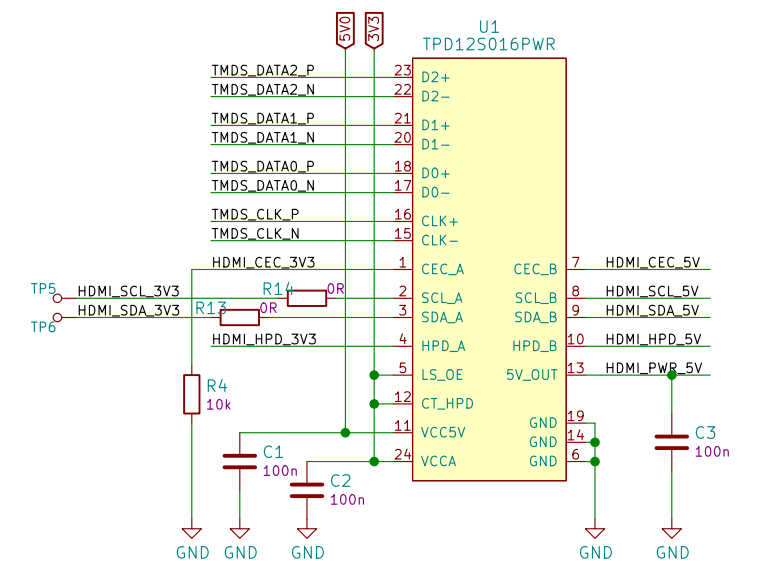 5V0
3V3
U1
TPD12S016PWR
TMDS_DATA2_P 23 D2+
TMDS_DATA2_N 22 D2-
TMDS_DATA1_P 21 D1+
TMDS_DATA1_N 20 D1-
TMDS_DATA0_P 18 D0+
TMDS_DATA0_N 17 D0-
TMDS_CLK_P 16 CLK+
TMDS_CLK_N 15 CLK-
HDMI_CEC_3V3 1 CEC_A CEC_B 7 HDMI_CEC_5V
TP5 HDMI_SCL_3V3 R14 0R 2 SCL_A SCL_B 8 HDMI_SCL_5V
TP6 HDMI_SDA_3V3 R13 0R 3 SDA_A SDA_B 9 HDMI_SDA_5V
HDMI_HPD_3V3 4 HPD_A HPD_B 10 HDMI_HPD_5V
5 LS_OE 5V_OUT 13 HDMI_PWR_5V
R4
10k
12 CT_HPD
GND 19
11 VCC5V
GND 14
24 VCCA
GND 6
C1
100n
C2
100n
C3
100n
GND GND GND GND GND